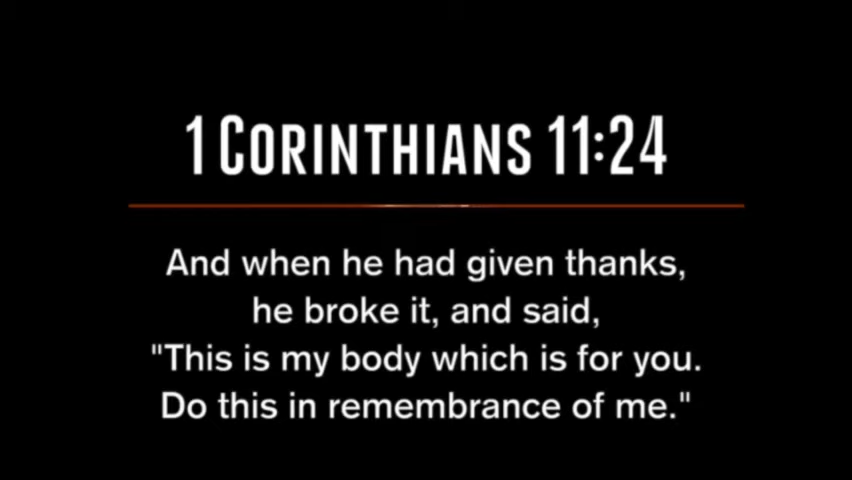 1 CORINTHIANS 11:24
And when he had given thanks,
he broke it, and said,
"This is my body which is for you.
Do this in remembrance of me."